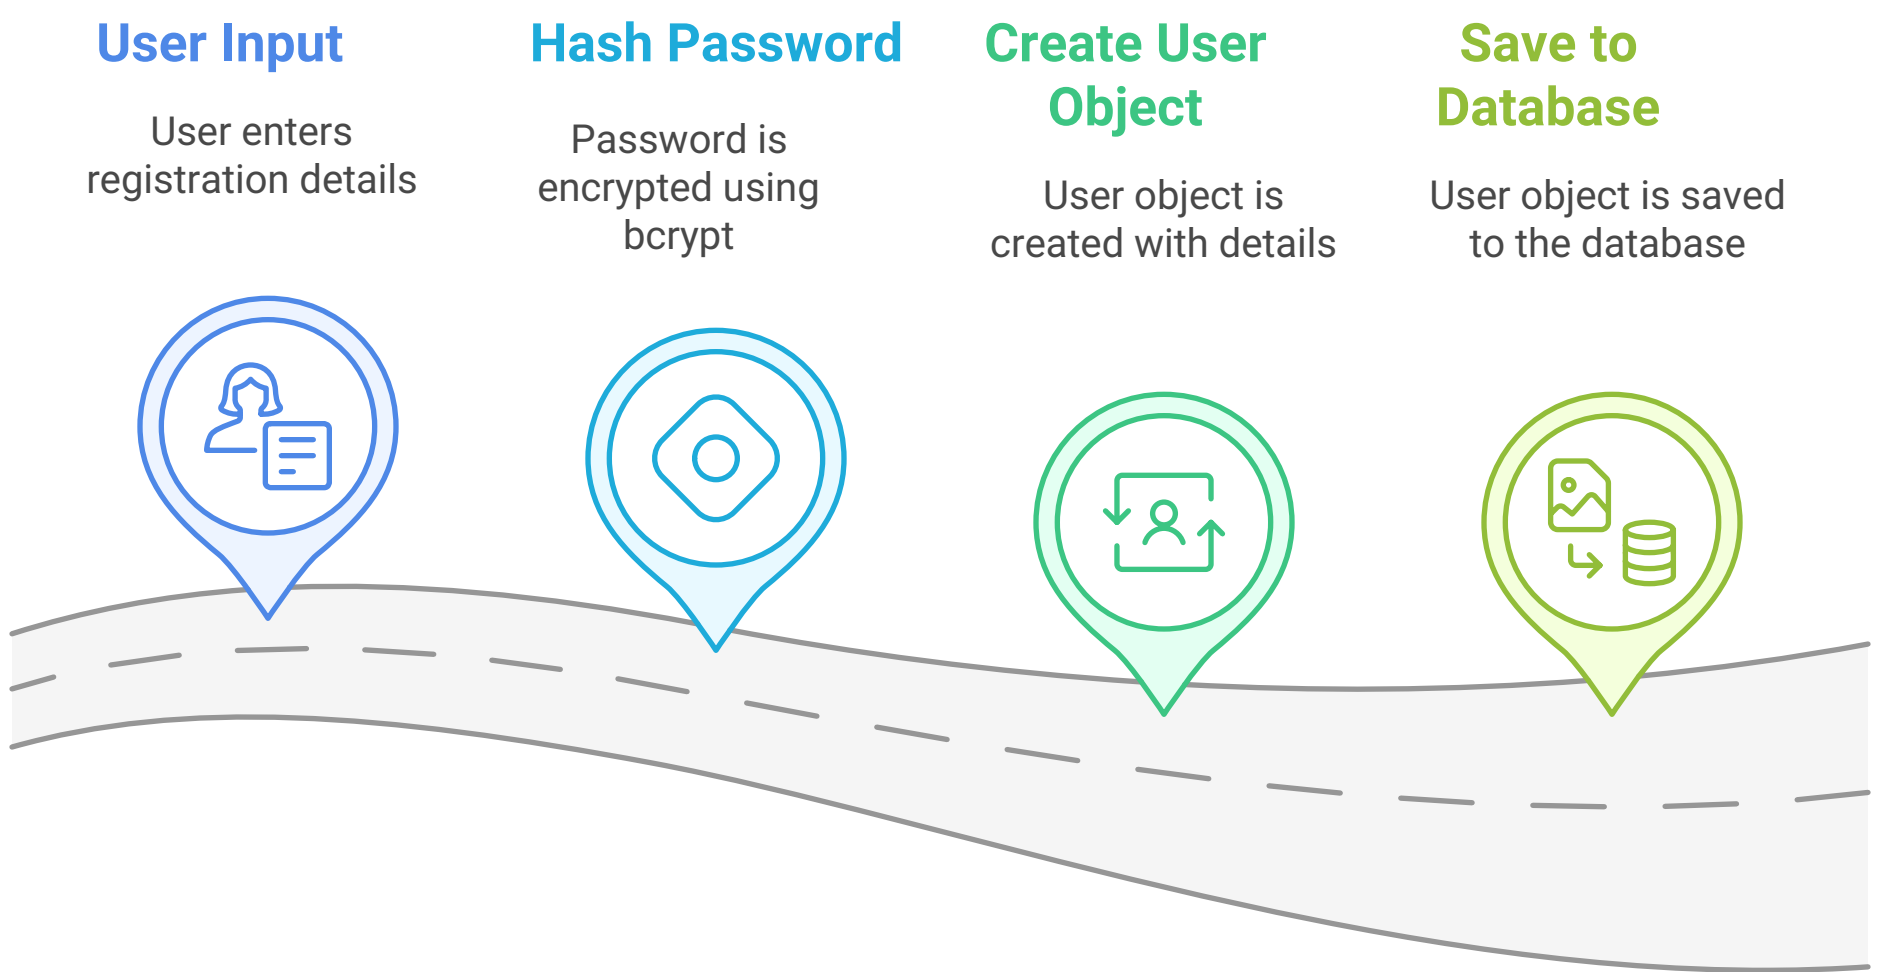 User Input
User enters
registration details
Hash Password
Password is
encrypted using
bcrypt
Create User
Object
User object is
created with details
Save to
Database
User object is saved
to the database